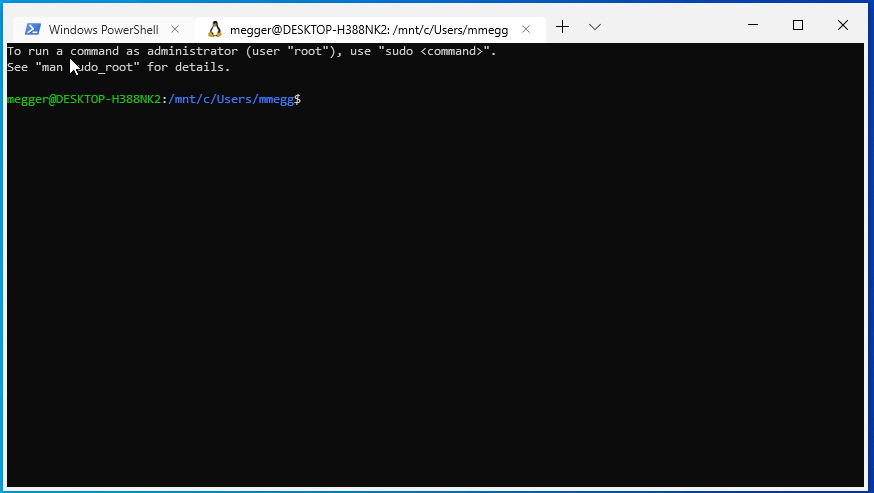 Windows PowerShell
megger@DESKTOP-H388NK2: /mnt/c/Users/mmegg
To run a command as administrator (user "root"), use "sudo <command>".
See "man sudo_root" for details.
megger@DESKTOP-H388NK2:/mnt/c/Users/mmegg$